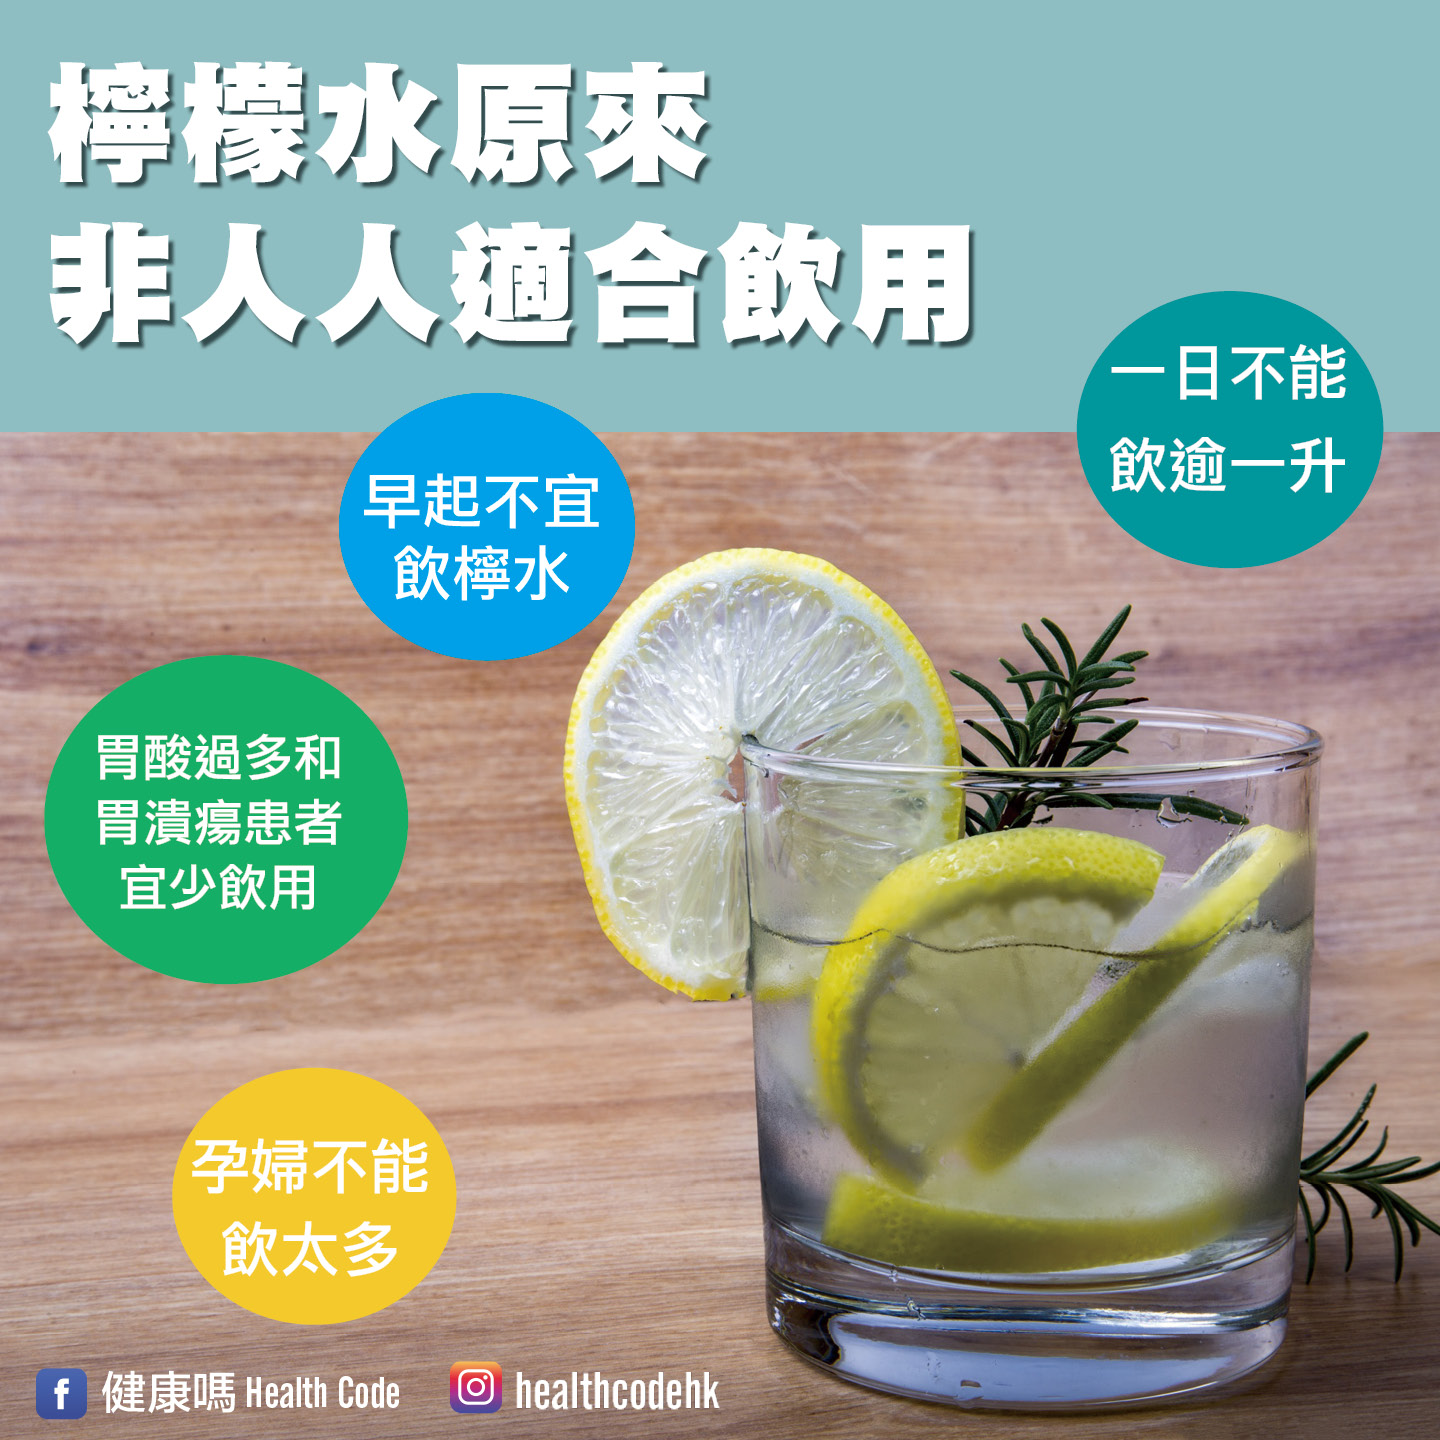 檸檬水原來
非人人適合飲用
一日不能
飲逾一升
早起不宜
飲檸水
胃酸過多和
胃潰瘍患者
宜少飲用
孕婦不能
飲太多
f 健康嗎 Health Code
healthcodehk